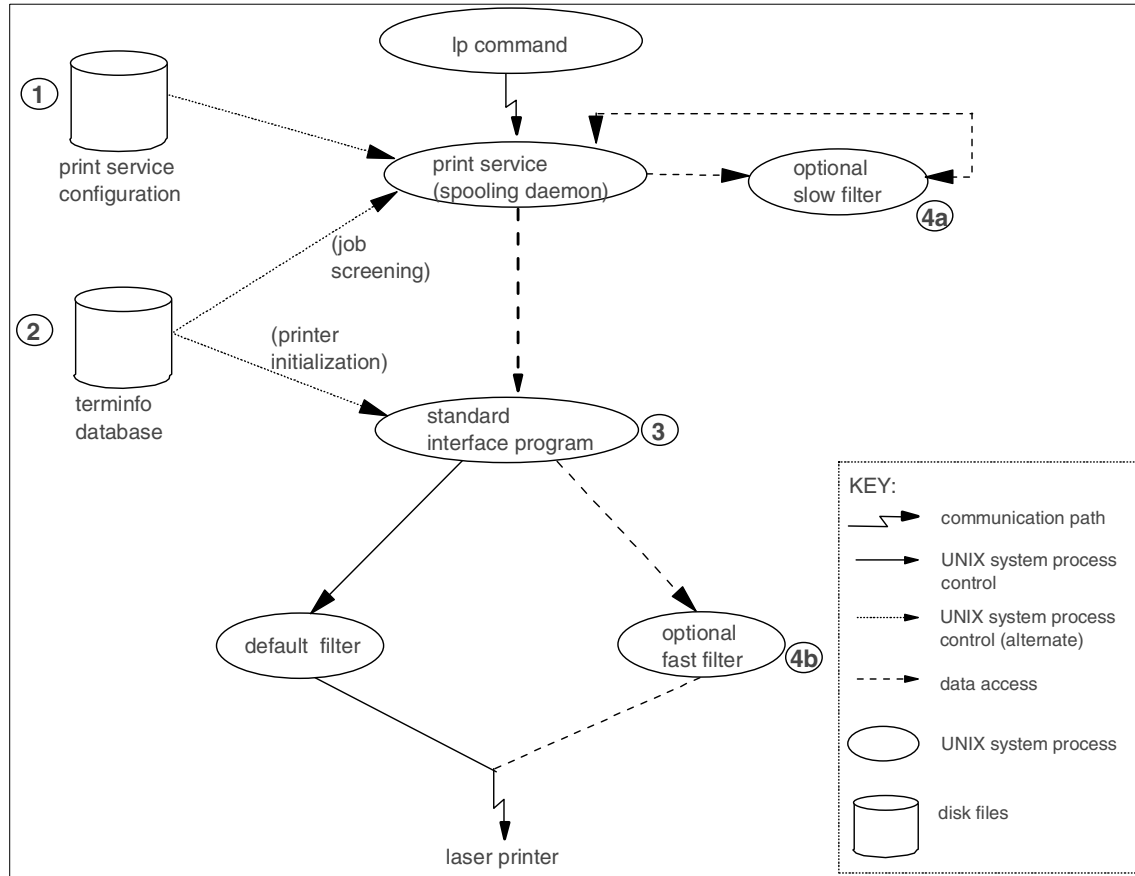 lp command
1
print service
configuration
print service
(spooling daemon)
optional
slow filter
4a
(job
screening)
2
(printer
initialization)
terminfo
database
standard
interface program
3
default filter
optional
fast filter
4b
laser printer
KEY:
communication path
UNIX system process
control
UNIX system process
control (alternate)
data access
UNIX system process
disk files